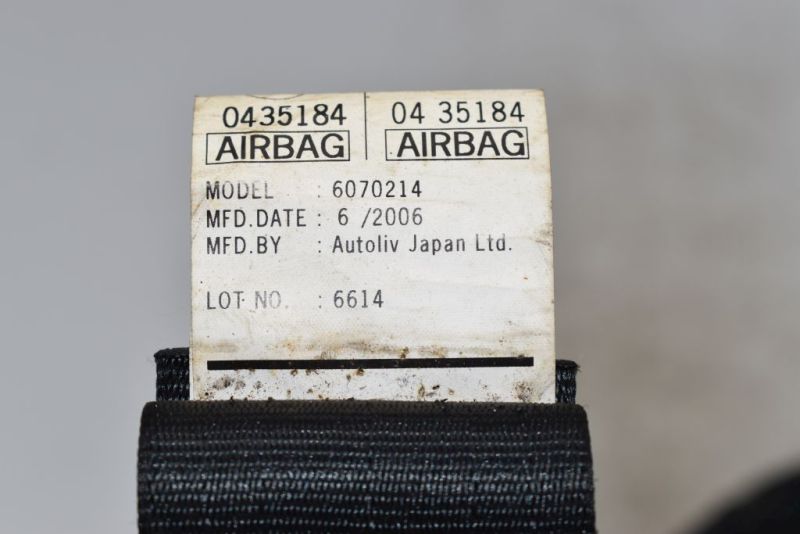 0435184 04 35184
AIRBAG AIRBAG
MODEL : 6070214
MFD.DATE : 6 /2006
MFD.BY : Autoliv Japan Ltd.
LOT NO. : 6614